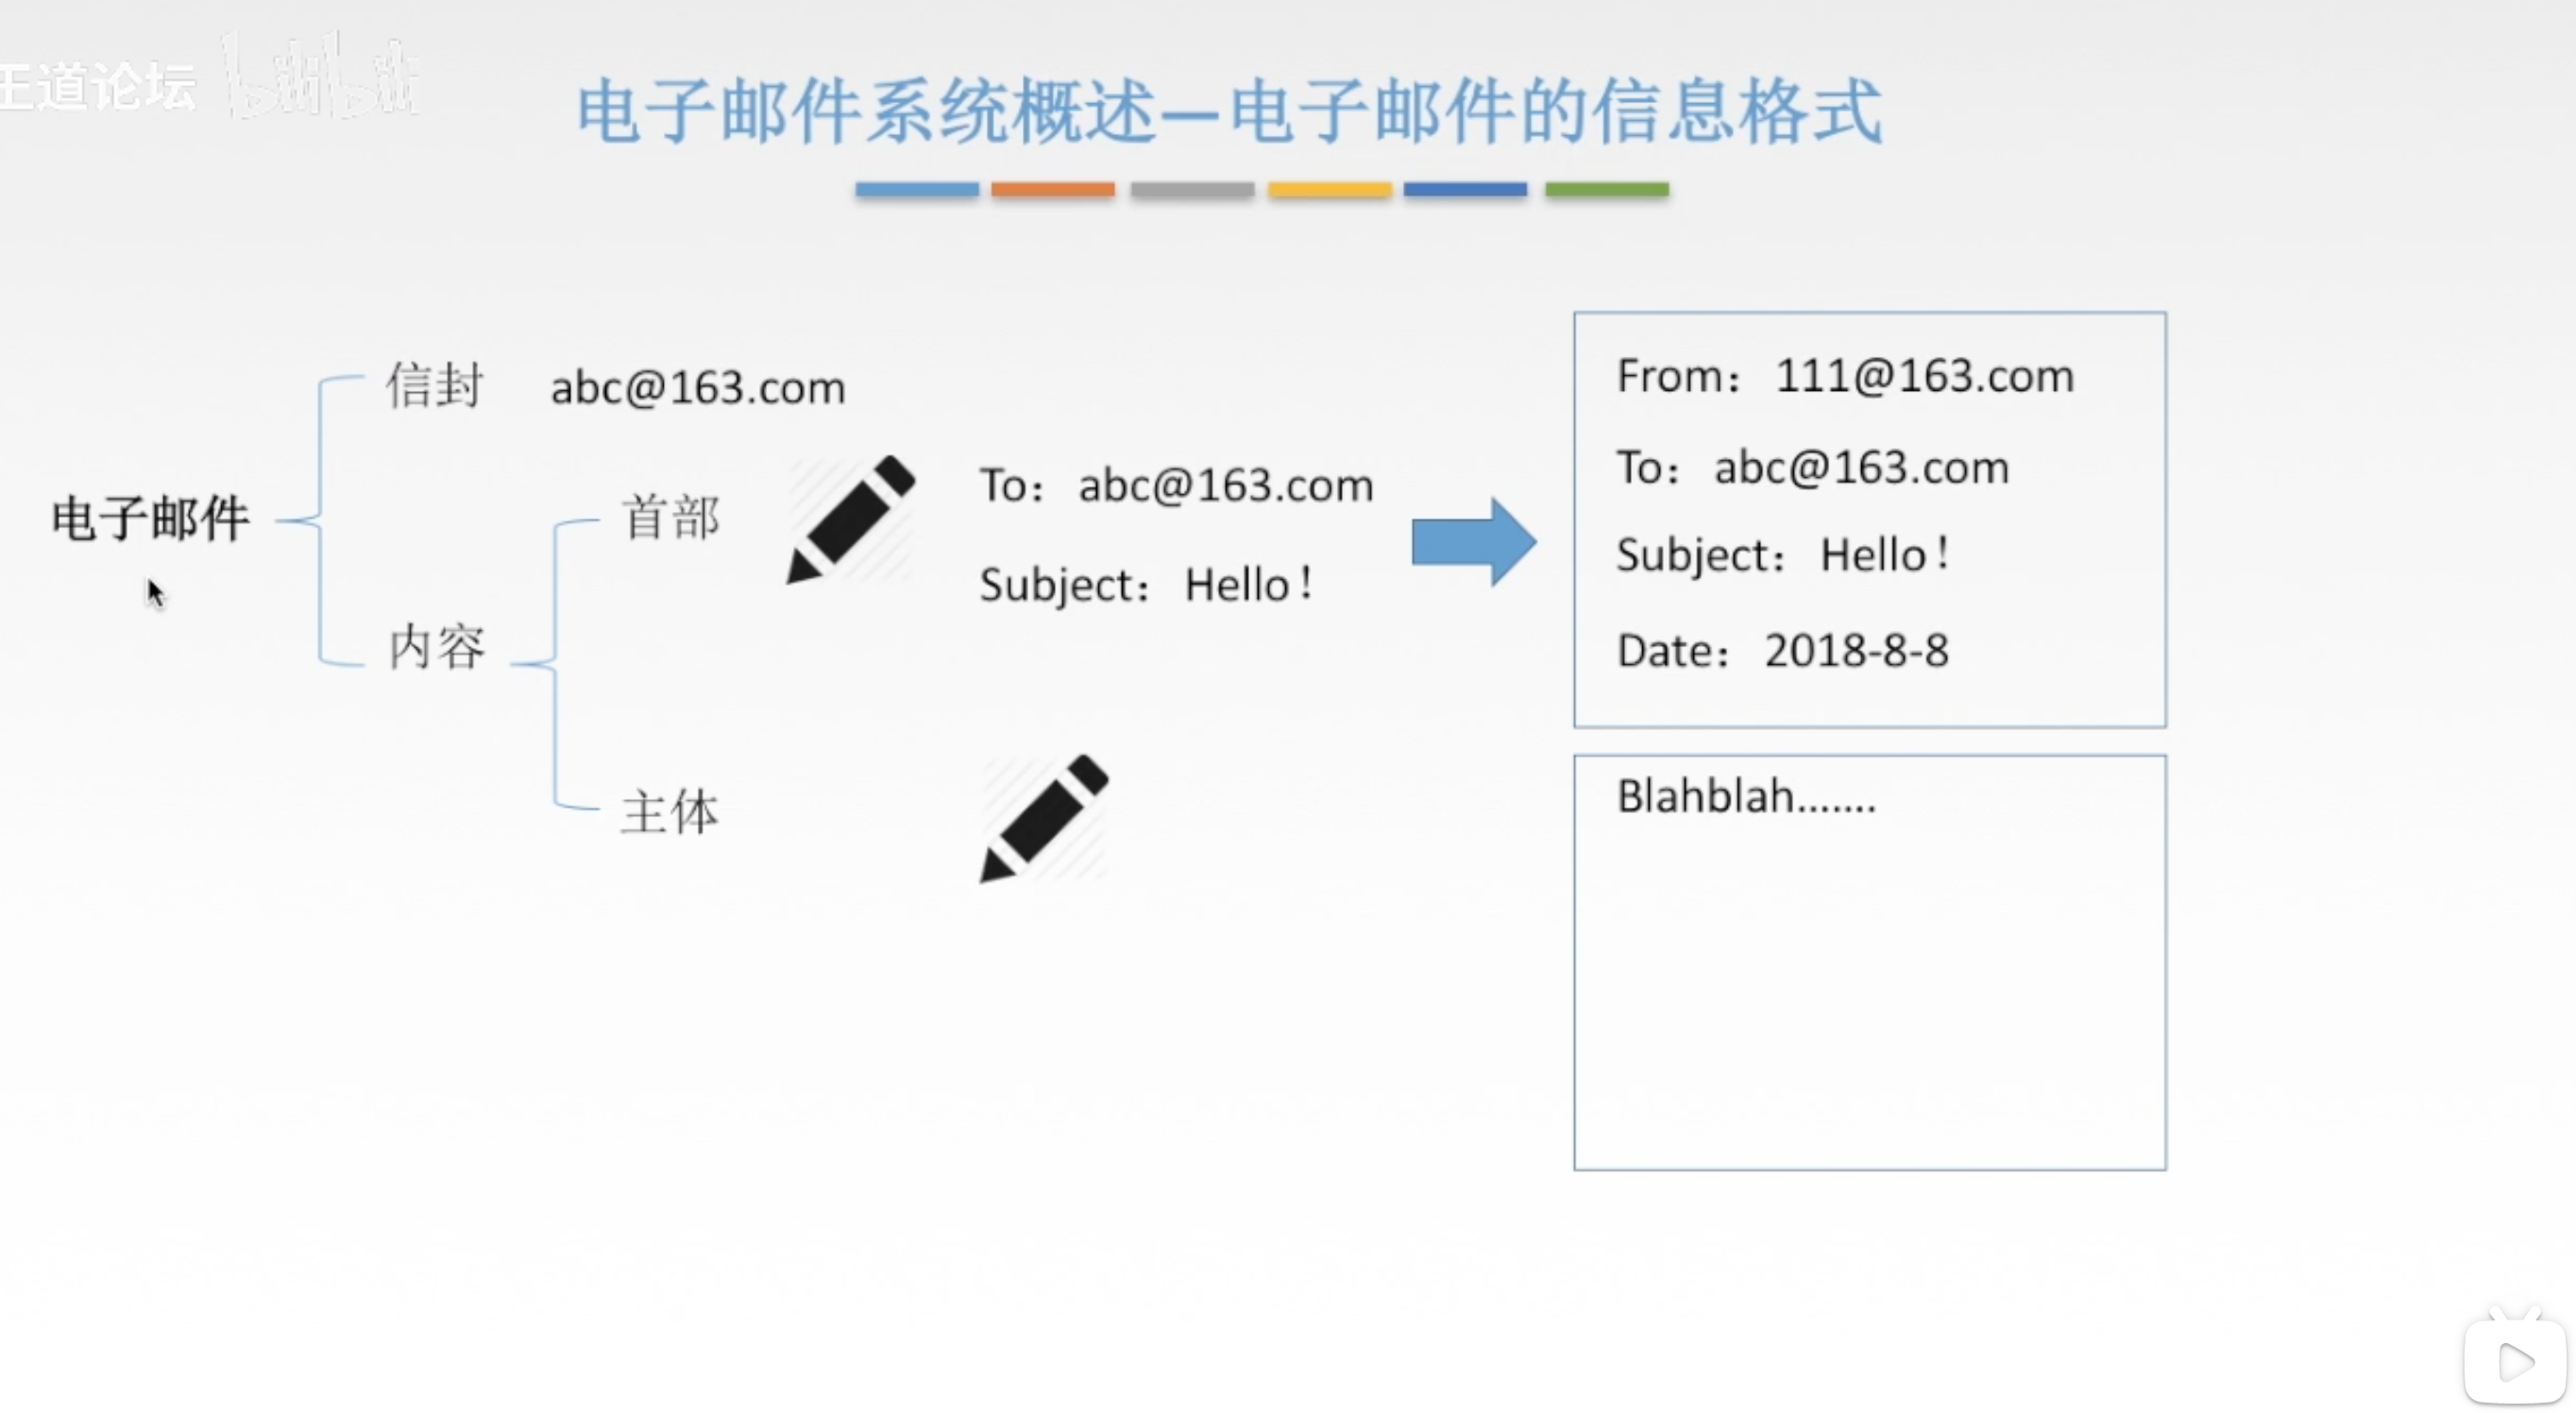 王道论坛 bilibili
电子邮件系统概述—电子邮件的信息格式
电子邮件
信封 abc@163.com
内容
首部
To：abc@163.com
Subject：Hello！
主体
From：111@163.com
To：abc@163.com
Subject：Hello！
Date：2018-8-8
Blahblah.......